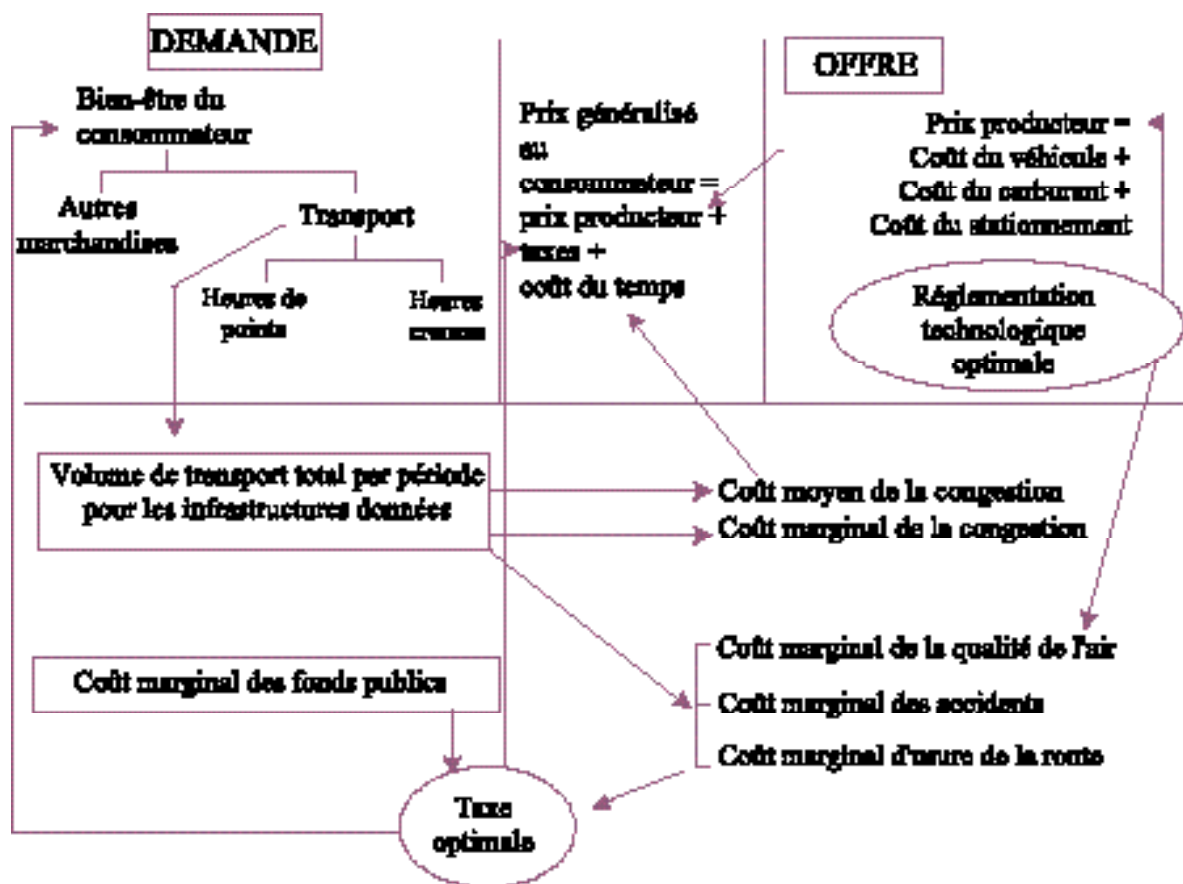 DEMANDE
Bien-être du
consommateur
Autres
marchandises
Transport
Heures de
pointe
Heures
creuses
Prix généralisé
au
consommateur =
prix producteur +
taxes +
coût du temps
OFFRE
Prix producteur =
Coût du véhicule +
Coût du carburant +
Coût du stationnement
Réglementation
technologique
optimale
Volume de transport total par période
pour les infrastructures données
Coût moyen de la congestion
Coût marginal de la congestion
Coût marginal des fonds publics
Coût marginal de la qualité de l'air
Coût marginal des accidents
Coût marginal d'usure de la route
Taxe
optimale